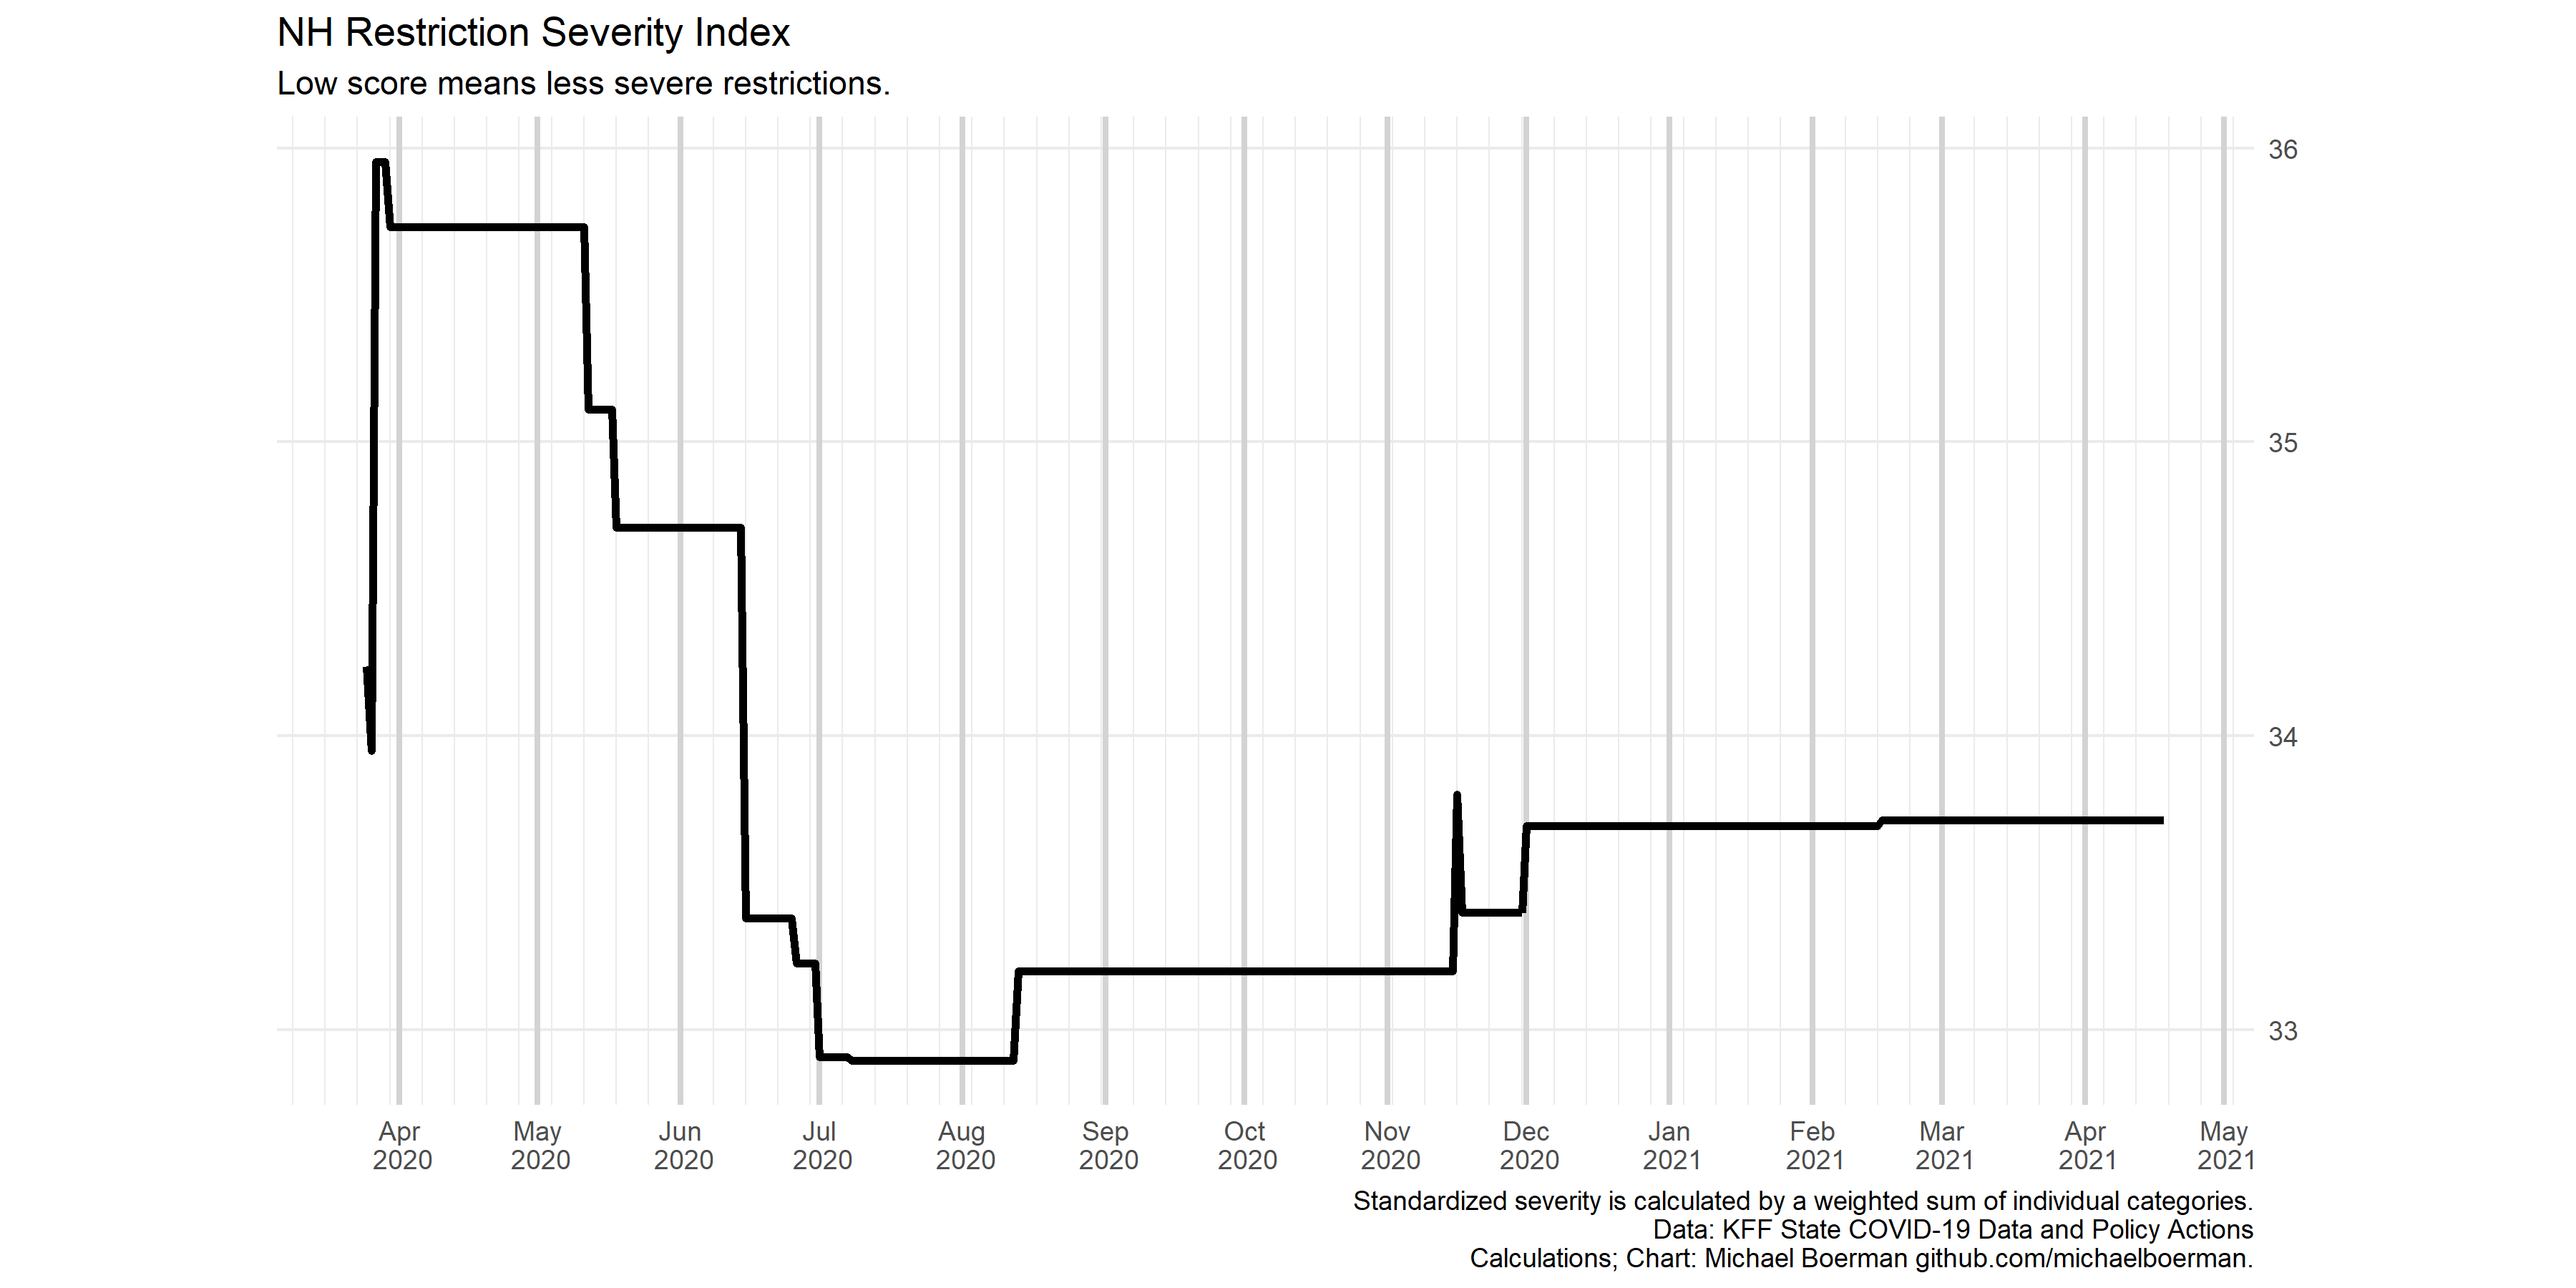 NH Restriction Severity Index
Low score means less severe restrictions.
36
35
34
33
Apr May Jun Jul Aug Sep Oct Nov Dec Jan Feb Mar Apr May
2020 2020 2020 2020 2020 2020 2020 2020 2020 2021 2021 2021 2021 2021
Standardized severity is calculated by a weighted sum of individual categories.
Data: KFF State COVID-19 Data and Policy Actions
Calculations; Chart: Michael Boerman github.com/michaelboerman.